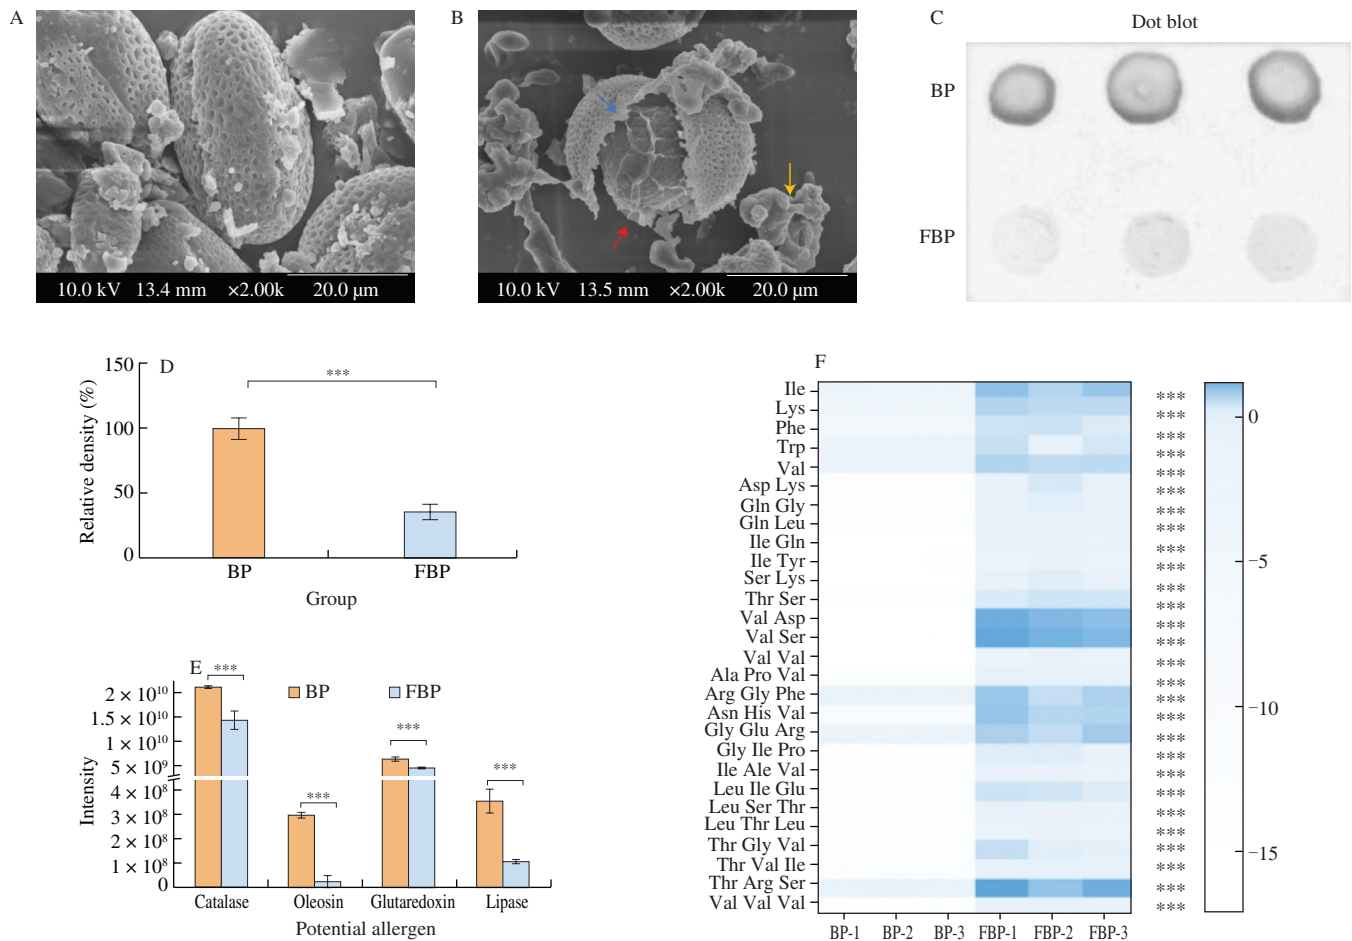 A
10.0 kV 13.4 mm ×2.00k 20.0 μm
B
10.0 kV 13.5 mm ×2.00k 20.0 μm
C
Dot blot
BP
FBP
D
Relative density (%)
150
100
50
0
***
BP FBP
Group
E
BP FBP
Intensity
2 × 10¹⁰
1.5 × 10¹⁰
1 × 10¹⁰
5 × 10⁹
4 × 10⁸
3 × 10⁸
2 × 10⁸
1 × 10⁸
0
***
***
***
***
Catalase Oleosin Glutaredoxin Lipase
Potential allergen
F
Ile ***
Lys ***
Phe ***
Trp ***
Val ***
Asp Lys ***
Gln Gly ***
Gln Leu ***
Ile Gln ***
Ile Tyr ***
Ser Lys ***
Thr Ser ***
Val Asp ***
Val Ser ***
Val Val ***
Ala Pro Val ***
Arg Gly Phe ***
Asn His Val ***
Gly Glu Arg ***
Gly Ile Pro ***
Ile Ale Val ***
Leu Ile Glu ***
Leu Ser Thr ***
Leu Thr Leu ***
Thr Gly Val ***
Thr Val Ile ***
Thr Arg Ser ***
Val Val Val ***
BP-1 BP-2 BP-3 FBP-1 FBP-2 FBP-3
0
−5
−10
−15